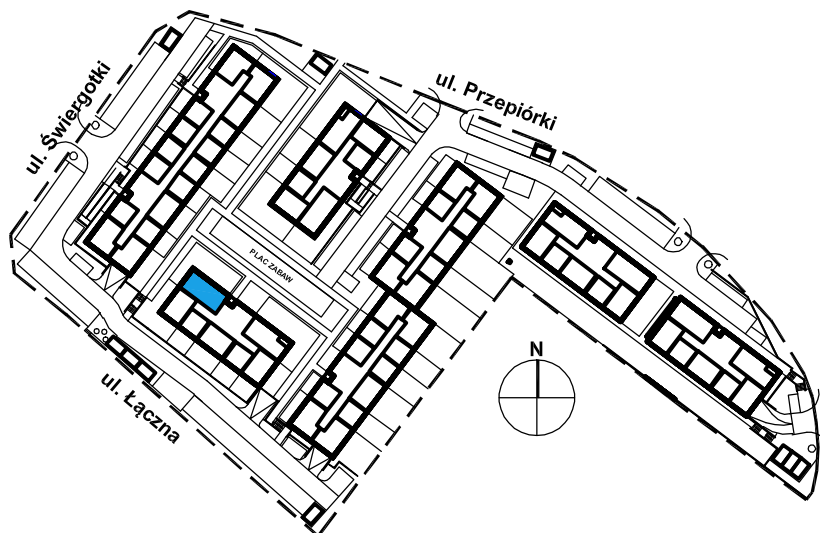 ul. Przepiórki
ul. Świergotki
PLAC ZABAW
N
ul. Łączna